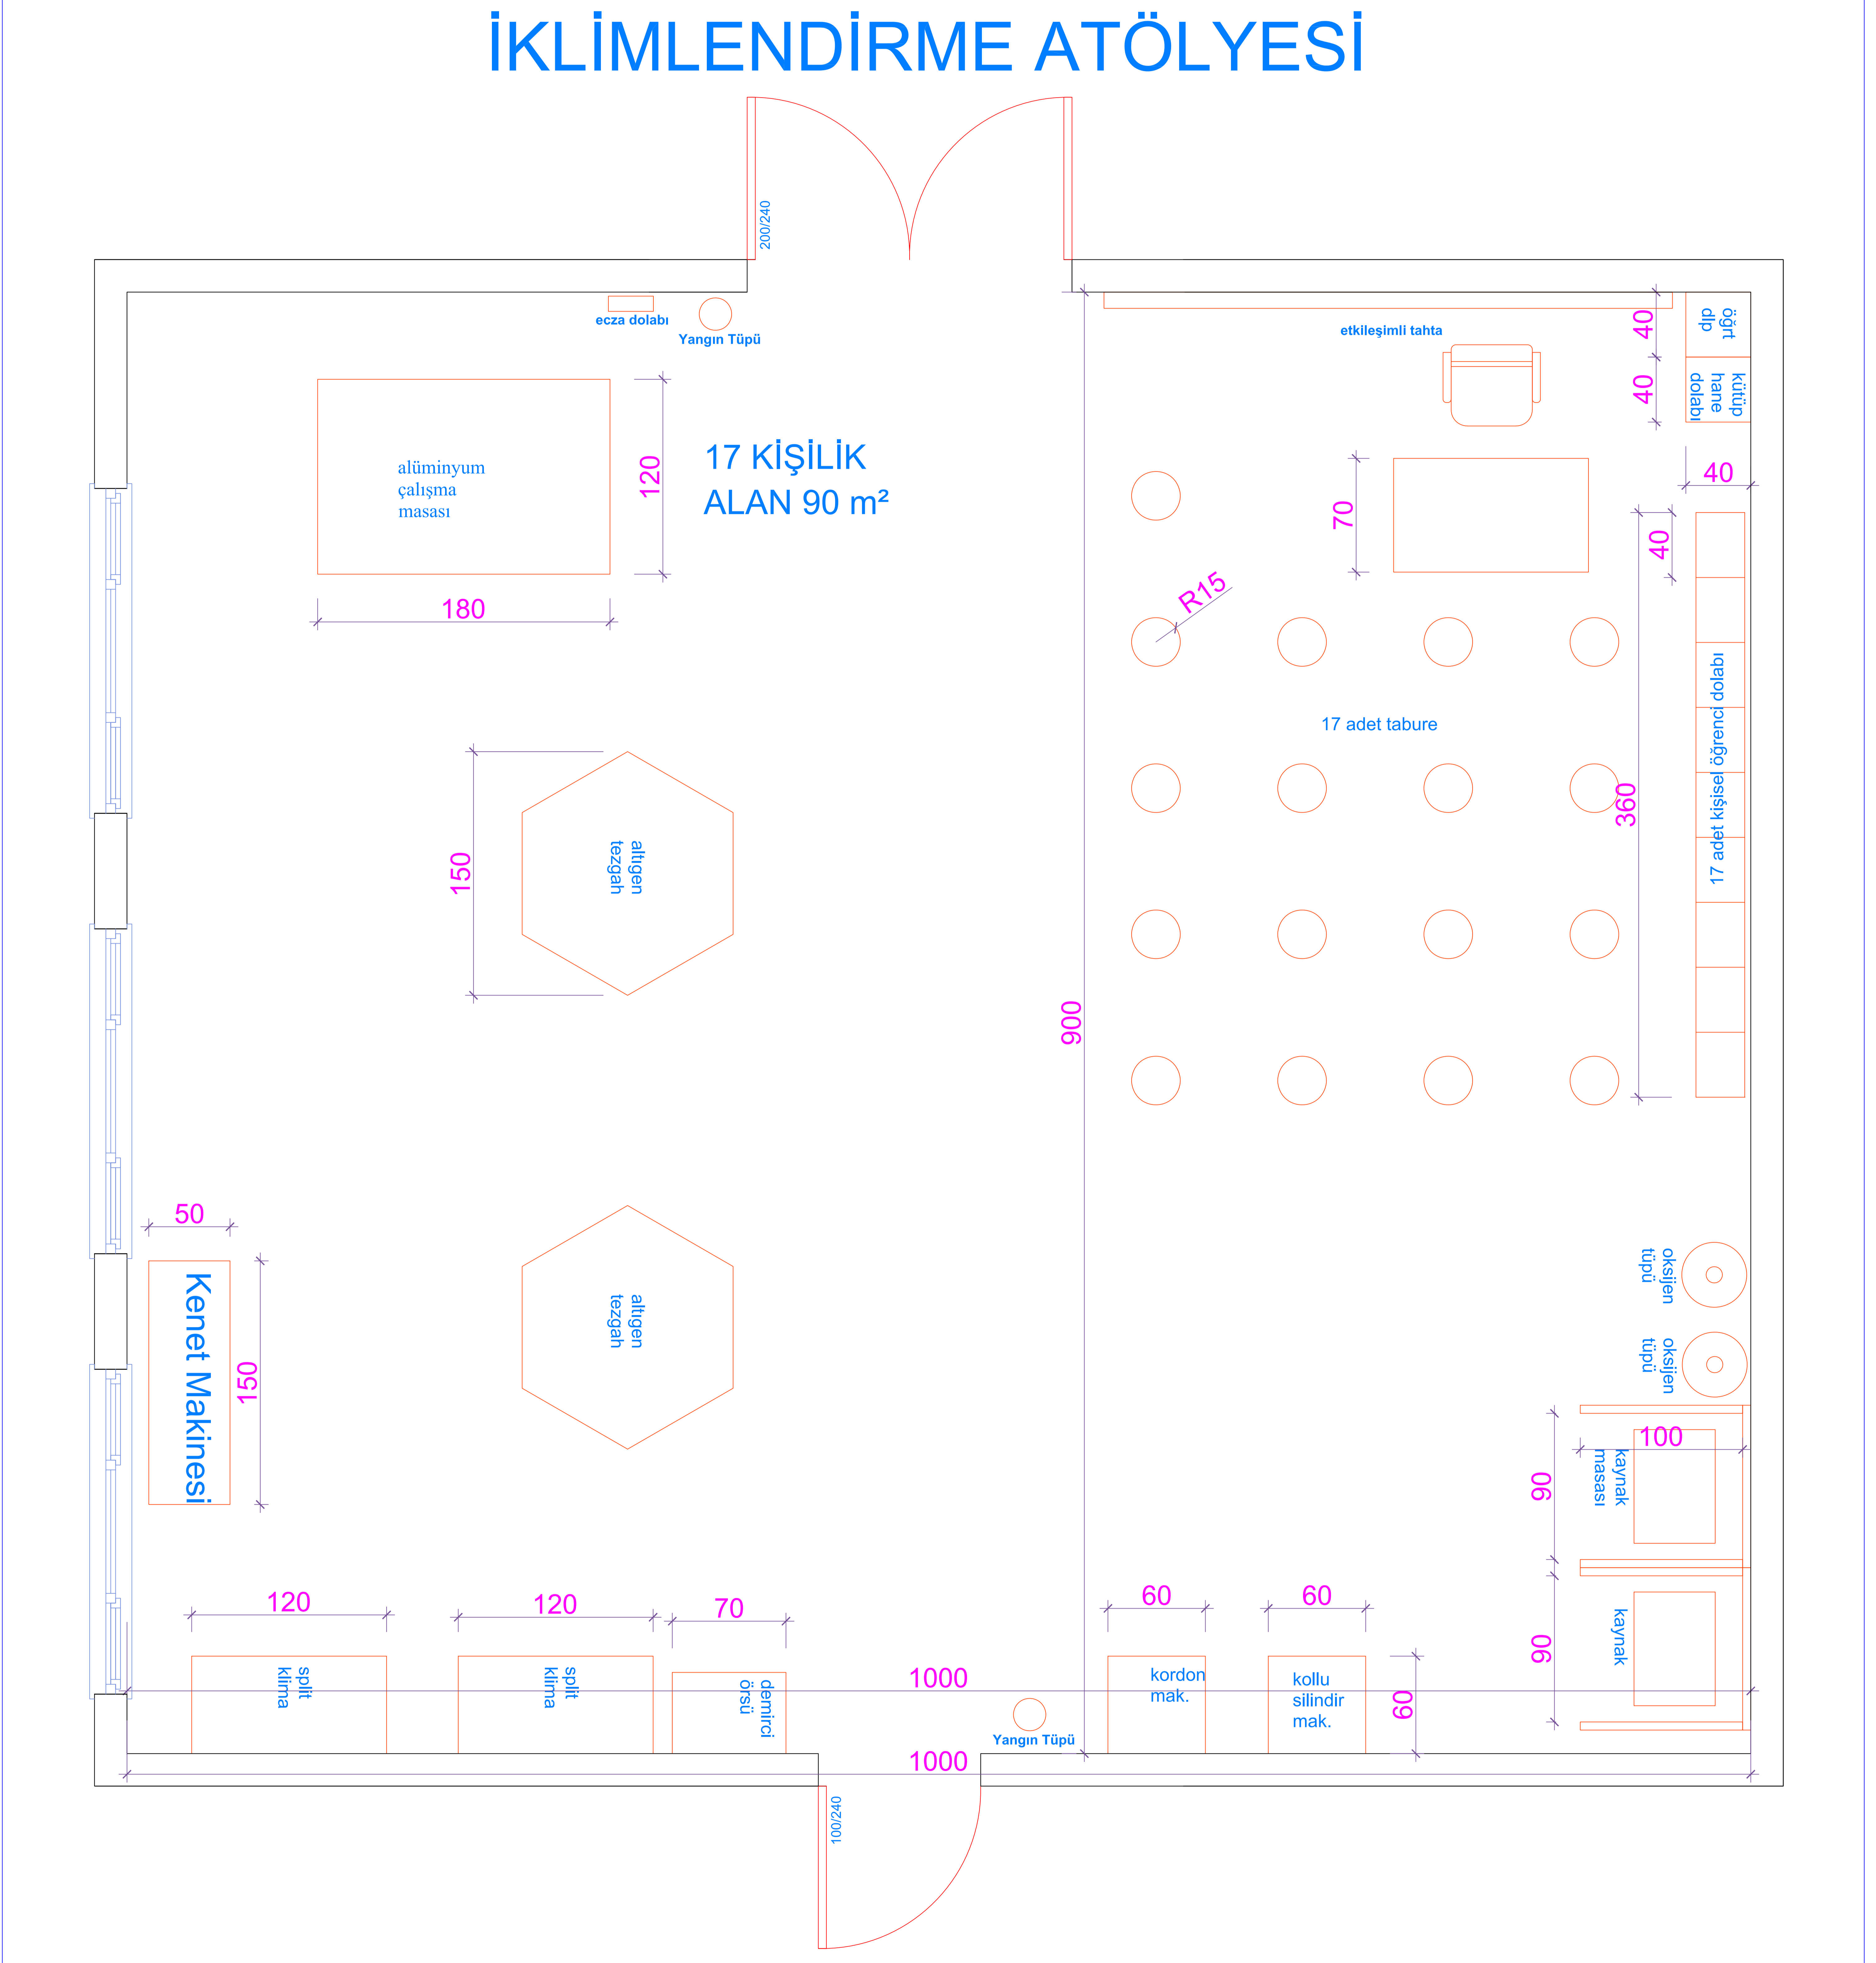 İKLİMLENDİRME ATÖLYESİ
200/240
ecza dolabı
Yangın Tüpü
etkileşimli tahta
40
öğrt
dlp
40
kütüp
hane
dolabı
40
alüminyum
çalışma
masası
120
180
17 KİŞİLİK
ALAN 90 m²
70
40
R15
17 adet tabure
17 adet kişisel öğrenci dolabı
360
150
altıgen
tezgah
900
50
Kenet Makinesi
150
altıgen
tezgah
oksijen
tüpü
oksijen
tüpü
100
kaynak
masası
90
kaynak
90
120
120
70
60
60
split
klima
split
klima
demirci
örsü
1000
kordon
mak.
kollu
silindir
mak.
60
Yangın Tüpü
1000
100/240